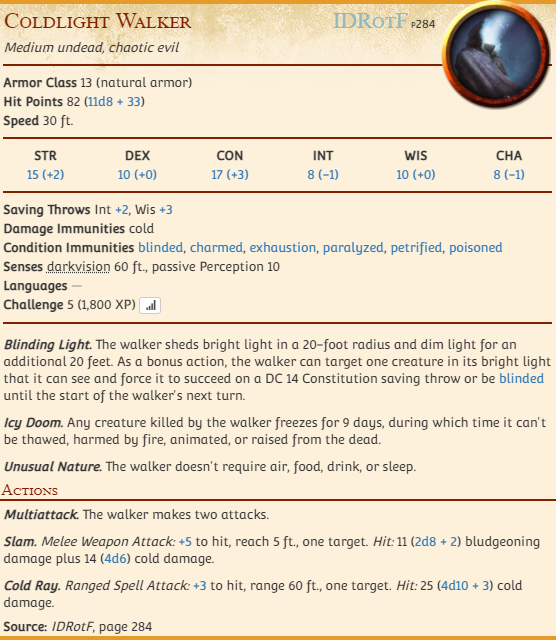 Coldlight Walker IDRotF p284
Medium undead, chaotic evil
Armor Class 13 (natural armor)
Hit Points 82 (11d8 + 33)
Speed 30 ft.
STR DEX CON INT WIS CHA
15 (+2) 10 (+0) 17 (+3) 8 (−1) 10 (+0) 8 (−1)
Saving Throws Int +2, Wis +3
Damage Immunities cold
Condition Immunities blinded, charmed, exhaustion, paralyzed, petrified, poisoned
Senses darkvision 60 ft., passive Perception 10
Languages —
Challenge 5 (1,800 XP)
Blinding Light. The walker sheds bright light in a 20-foot radius and dim light for an
additional 20 feet. As a bonus action, the walker can target one creature in its bright light
that it can see and force it to succeed on a DC 14 Constitution saving throw or be blinded
until the start of the walker's next turn.
Icy Doom. Any creature killed by the walker freezes for 9 days, during which time it can't
be thawed, harmed by fire, animated, or raised from the dead.
Unusual Nature. The walker doesn't require air, food, drink, or sleep.
Actions
Multiattack. The walker makes two attacks.
Slam. Melee Weapon Attack: +5 to hit, reach 5 ft., one target. Hit: 11 (2d8 + 2) bludgeoning
damage plus 14 (4d6) cold damage.
Cold Ray. Ranged Spell Attack: +3 to hit, range 60 ft., one target. Hit: 25 (4d10 + 3) cold
damage.
Source: IDRotF, page 284